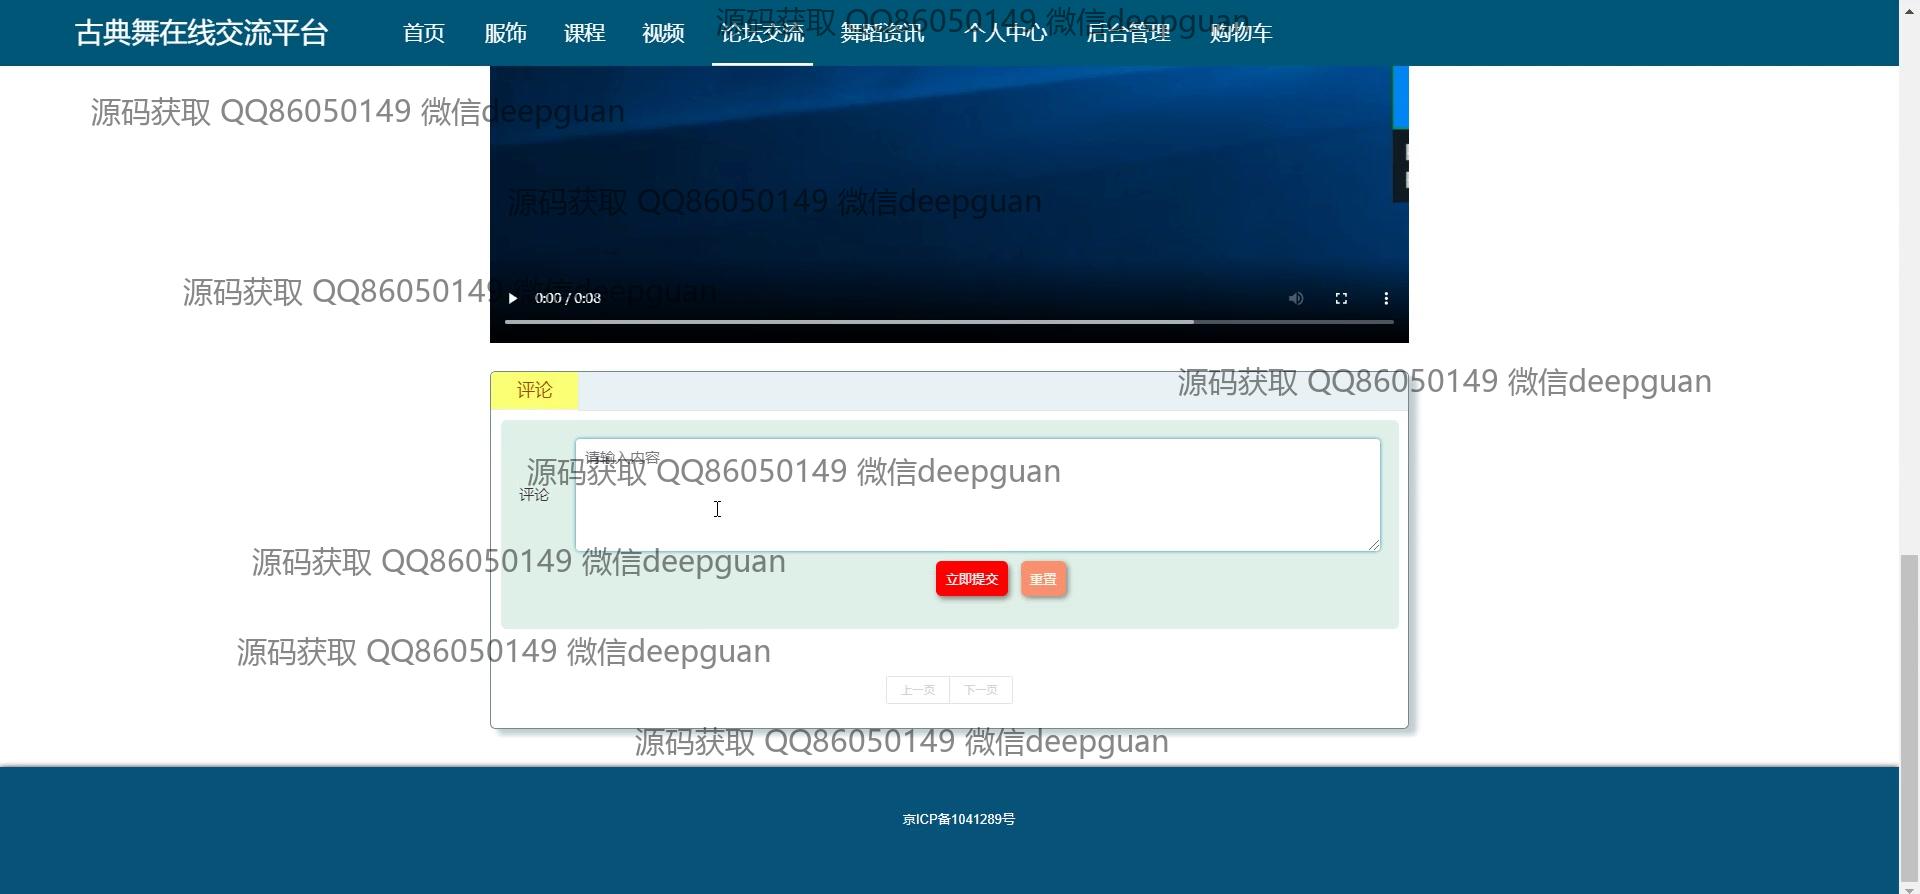 古典舞在线交流平台 首页 服饰 课程 视频 论坛交流 舞蹈资讯 个人中心 后台管理 购物车
源码获取 QQ86050149 微信deepguan
源码获取 QQ86050149 微信deepguan
源码获取 QQ86050149 微信deepguan
源码获取 QQ86050149 微信deepguan
0:00 / 0:08
评论
源码获取 QQ86050149 微信deepguan
请输入内容
源码获取 QQ86050149 微信deepguan
评论
源码获取 QQ86050149 微信deepguan
立即提交 重置
源码获取 QQ86050149 微信deepguan
上一页 下一页
源码获取 QQ86050149 微信deepguan
京ICP备1041289号